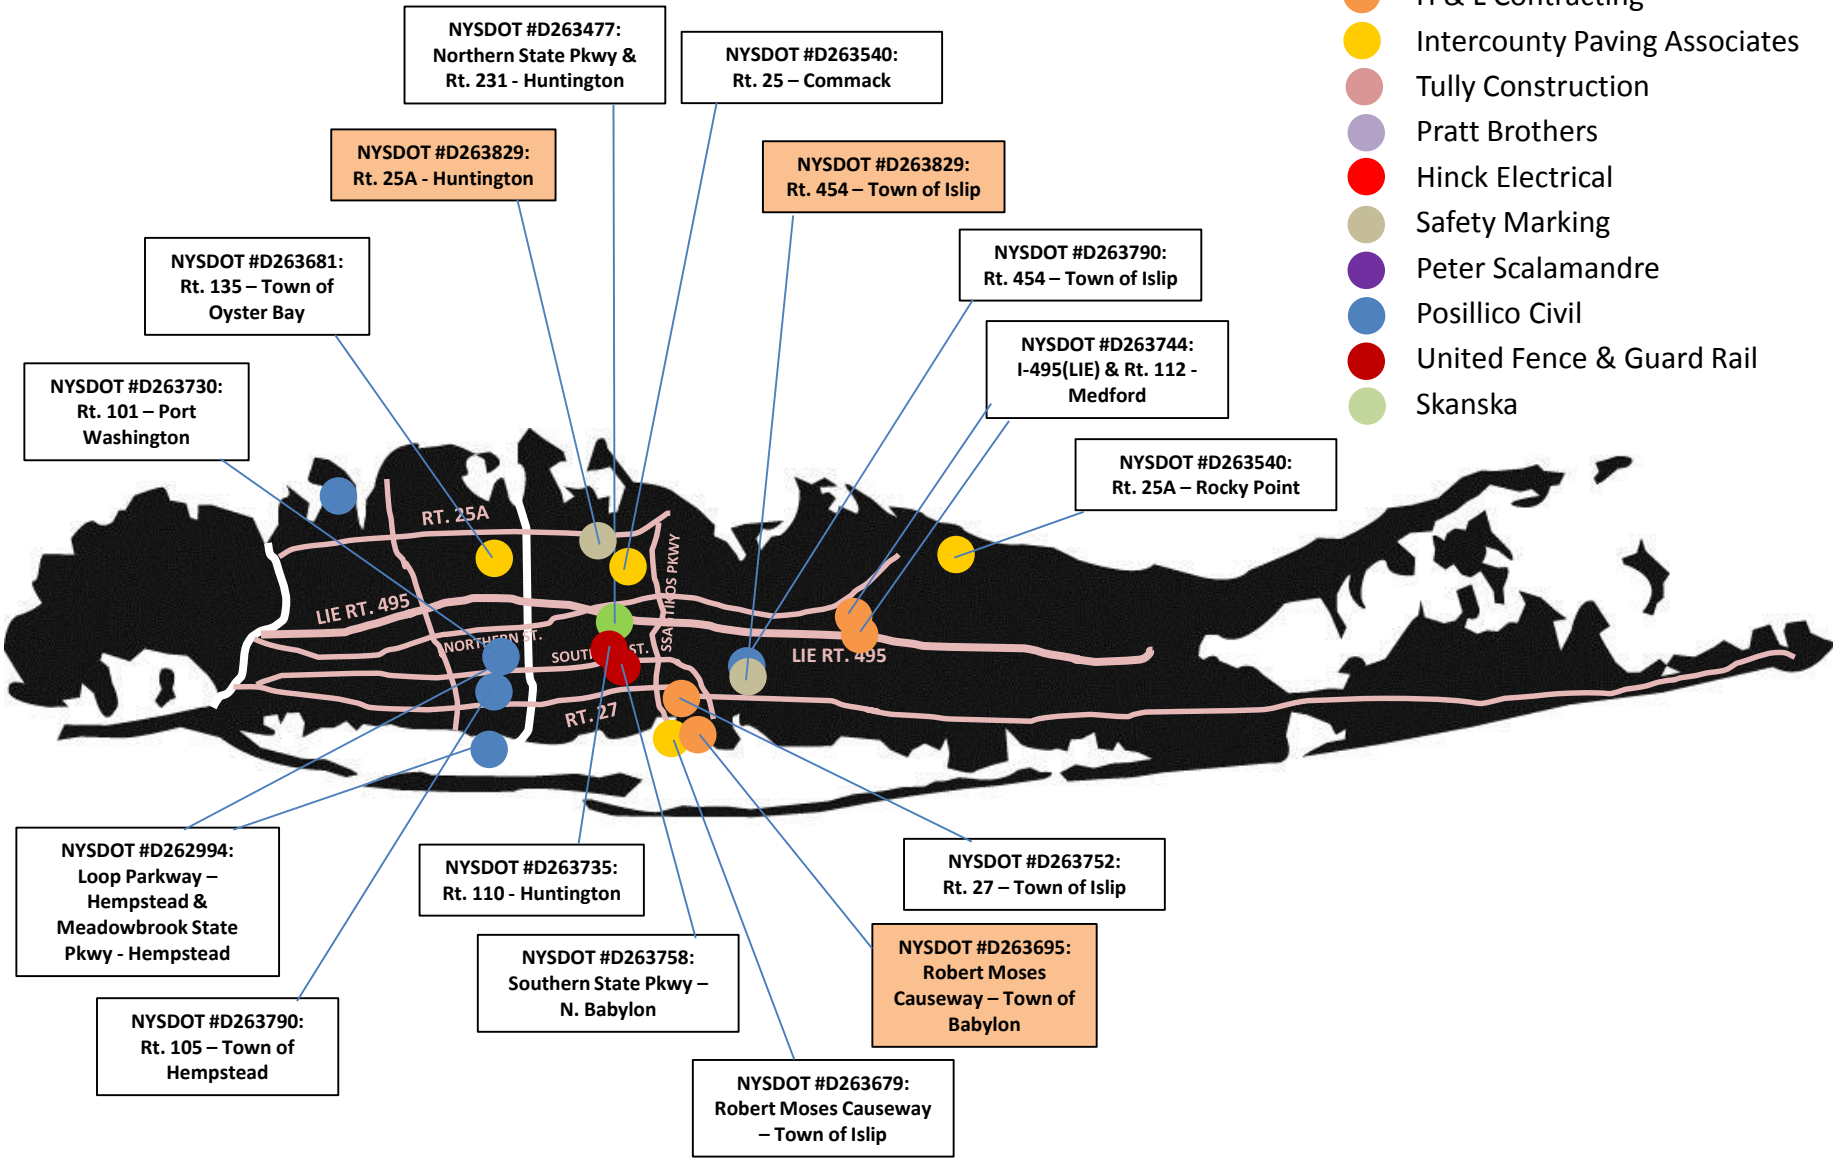 H & L Contracting
Intercounty Paving Associates
Tully Construction
Pratt Brothers
Hinck Electrical
Safety Marking
Peter Scalamandre
Posillico Civil
United Fence & Guard Rail
Skanska
NYSDOT #D263477:
Northern State Pkwy &
Rt. 231 - Huntington
NYSDOT #D263540:
Rt. 25 – Commack
NYSDOT #D263829:
Rt. 25A - Huntington
NYSDOT #D263829:
Rt. 454 – Town of Islip
NYSDOT #D263681:
Rt. 135 – Town of
Oyster Bay
NYSDOT #D263790:
Rt. 454 – Town of Islip
NYSDOT #D263744:
I-495(LIE) & Rt. 112 -
Medford
NYSDOT #D263730:
Rt. 101 – Port
Washington
NYSDOT #D263540:
Rt. 25A – Rocky Point
RT. 25A
LIE RT. 495
NORTHERN ST.
ST.
PKWY
LIE RT. 495
RT. 27
NYSDOT #D262994:
Loop Parkway –
Hempstead &
Meadowbrook State
Pkwy - Hempstead
NYSDOT #D263735:
Rt. 110 - Huntington
NYSDOT #D263752:
Rt. 27 – Town of Islip
NYSDOT #D263758:
Southern State Pkwy –
N. Babylon
NYSDOT #D263695:
Robert Moses
Causeway – Town of
Babylon
NYSDOT #D263790:
Rt. 105 – Town of
Hempstead
NYSDOT #D263679:
Robert Moses Causeway
– Town of Islip